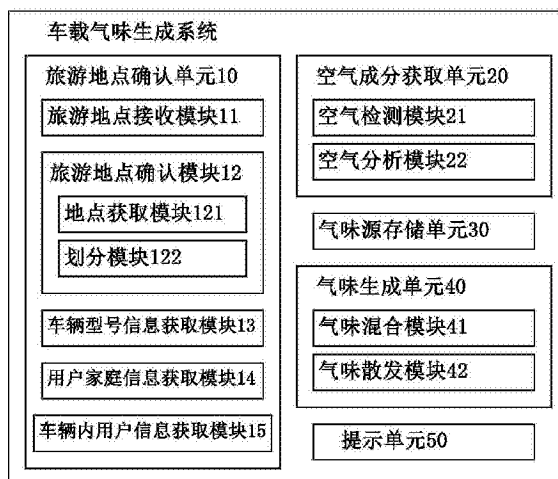 车载气味生成系统
旅游地点确认单元10
旅游地点接收模块11
旅游地点确认模块12
地点获取模块121
划分模块122
车辆型号信息获取模块13
用户家庭信息获取模块14
车辆内用户信息获取模块15
空气成分获取单元20
空气检测模块21
空气分析模块22
气味源存储单元30
气味生成单元40
气味混合模块41
气味散发模块42
提示单元50